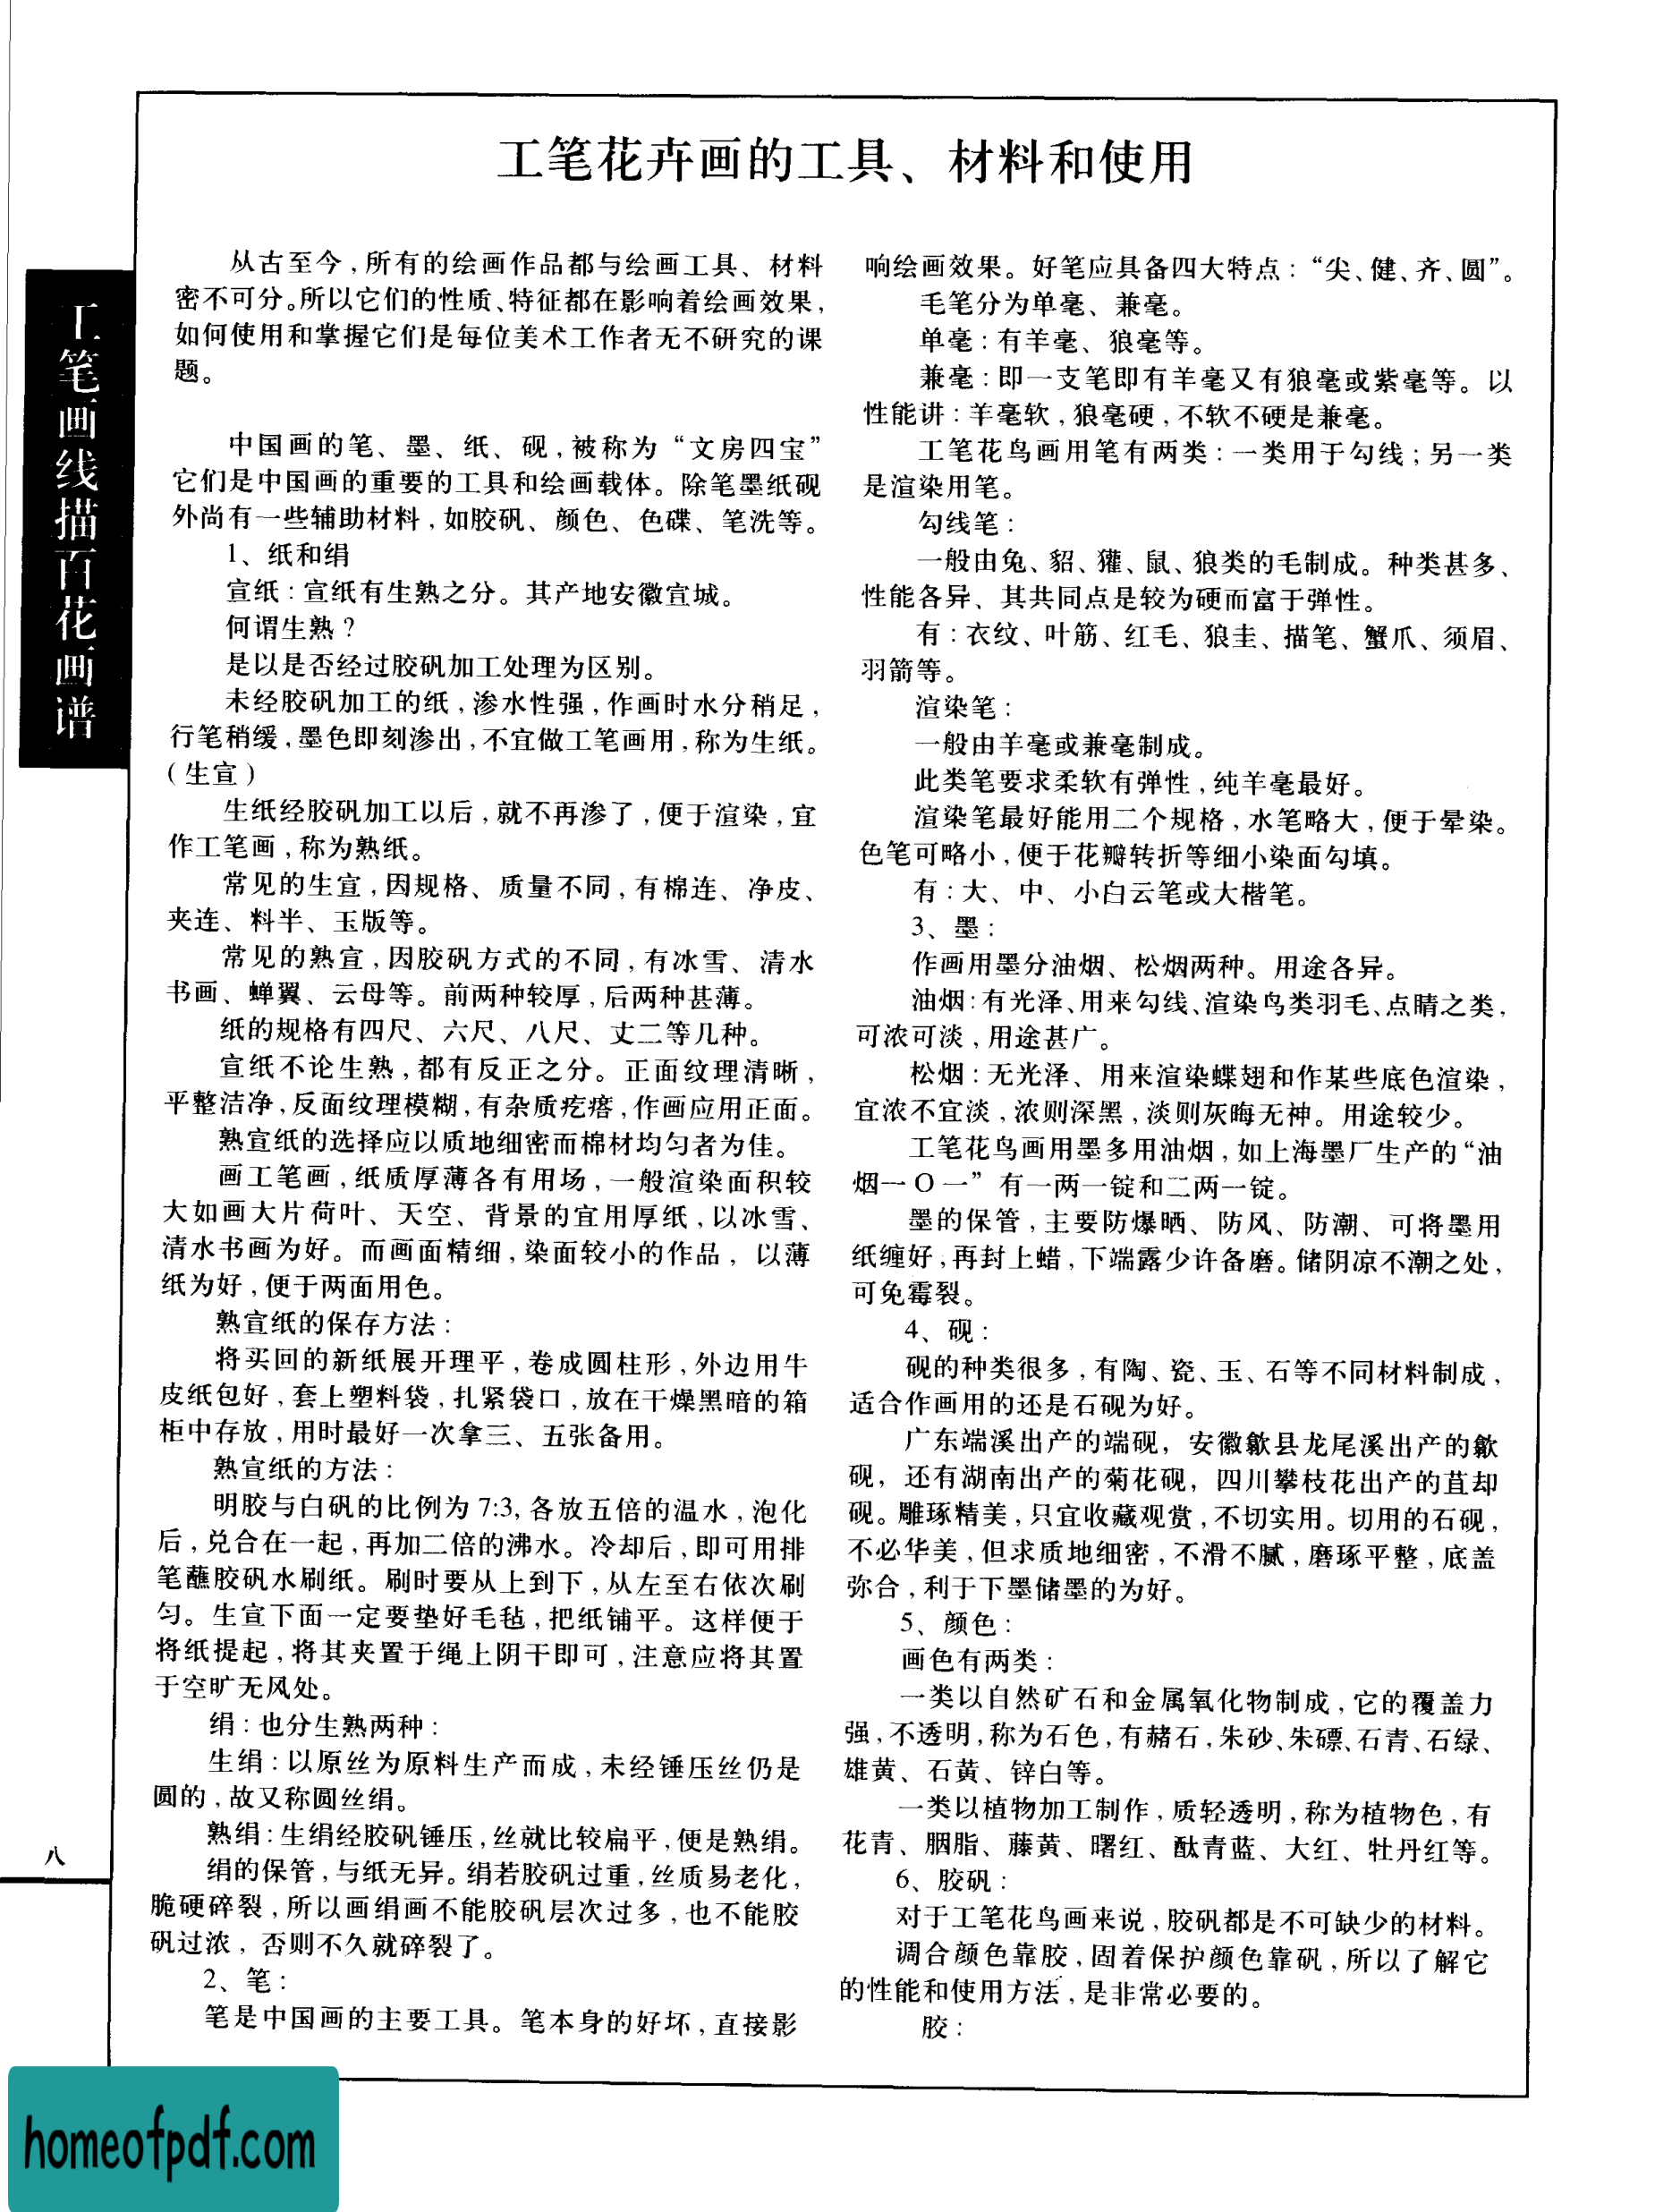 工笔花卉画的工具、材料和使用
工笔画线描百花画谱
从古至今,所有的绘画作品都与绘画工具、材料
密不可分。所以它们的性质、特征都在影响着绘画效果,
如何使用和掌握它们是每位美术工作者无不研究的课
题。
中国画的笔、墨、纸、砚,被称为“文房四宝”
它们是中国画的重要的工具和绘画载体。除笔墨纸砚
外尚有一些辅助材料,如胶矾、颜色、色碟、笔洗等。
1、纸和绢
宣纸:宣纸有生熟之分。其产地安徽宣城。
何谓生熟?
是以是否经过胶矾加工处理为区别。
未经胶矾加工的纸,渗水性强,作画时水分稍足,
行笔稍缓,墨色即刻渗出,不宜做工笔画用,称为生纸。
(生宣)
生纸经胶矾加工以后,就不再渗了,便于渲染,宜
作工笔画,称为熟纸。
常见的生宣,因规格、质量不同,有棉连、净皮、
夹连、料半、玉版等。
常见的熟宣,因胶矾方式的不同,有冰雪、清水
书画、蝉翼、云母等。前两种较厚,后两种甚薄。
纸的规格有四尺、六尺、八尺、丈二等几种。
宣纸不论生熟,都有反正之分。正面纹理清晰,
平整洁净,反面纹理模糊,有杂质疙瘩,作画应用正面。
熟宣纸的选择应以质地细密而棉材均匀者为佳。
画工笔画,纸质厚薄各有用场,一般渲染面积较
大如画大片荷叶、天空、背景的宜用厚纸,以冰雪、
清水书画为好。而画面精细,染面较小的作品,以薄
纸为好,便于两面用色。
熟宣纸的保存方法:
将买回的新纸展开理平,卷成圆柱形,外边用牛
皮纸包好,套上塑料袋,扎紧袋口,放在干燥黑暗的箱
柜中存放,用时最好一次拿三、五张备用。
熟宣纸的方法:
明胶与白矾的比例为 7:3,各放五倍的温水,泡化
后,兑合在一起,再加二倍的沸水。冷却后,即可用排
笔蘸胶矾水刷纸。刷时要从上到下,从左至右依次刷
匀。生宣下面一定要垫好毛毡,把纸铺平。这样便于
将纸提起,将其夹置于绳上阴干即可,注意应将其置
于空旷无风处。
绢:也分生熟两种:
生绢:以原丝为原料生产而成,未经锤压丝仍是
圆的,故又称圆丝绢。
熟绢:生绢经胶矾锤压,丝就比较扁平,便是熟绢。
绢的保管,与纸无异。绢若胶矾过重,丝质易老化,
脆硬碎裂,所以画绢画不能胶矾层次过多,也不能胶
矾过浓,否则不久就碎裂了。
2、笔:
笔是中国画的主要工具。笔本身的好坏,直接影
响绘画效果。好笔应具备四大特点:“尖、健、齐、圆”。
毛笔分为单毫、兼毫。
单毫:有羊毫、狼毫等。
兼毫:即一支笔即有羊毫又有狼毫或紫毫等。以
性能讲:羊毫软,狼毫硬,不软不硬是兼毫。
工笔花鸟画用笔有两类:一类用于勾线;另一类
是渲染用笔。
勾线笔:
一般由兔、貂、獾、鼠、狼类的毛制成。种类甚多、
性能各异、其共同点是较为硬而富于弹性。
有:衣纹、叶筋、红毛、狼圭、描笔、蟹爪、须眉、
羽箭等。
渲染笔:
一般由羊毫或兼毫制成。
此类笔要求柔软有弹性,纯羊毫最好。
渲染笔最好能用二个规格,水笔略大,便于晕染。
色笔可略小,便于花瓣转折等细小染面勾填。
有:大、中、小白云笔或大楷笔。
3、墨:
作画用墨分油烟、松烟两种。用途各异。
油烟:有光泽、用来勾线、渲染鸟类羽毛、点睛之类,
可浓可淡,用途甚广。
松烟:无光泽、用来渲染蝶翅和作某些底色渲染,
宜浓不宜淡,浓则深黑,淡则灰晦无神。用途较少。
工笔花鸟画用墨多用油烟,如上海墨厂生产的“油
烟一O一”有一两一锭和二两一锭。
墨的保管,主要防爆晒、防风、防潮、可将墨用
纸缠好,再封上蜡,下端露少许备磨。储阴凉不潮之处,
可免霉裂。
4、砚:
砚的种类很多,有陶、瓷、玉、石等不同材料制成,
适合作画用的还是石砚为好。
广东端溪出产的端砚,安徽歙县龙尾溪出产的歙
砚,还有湖南出产的菊花砚,四川攀枝花出产的苴却
砚。雕琢精美,只宜收藏观赏,不切实用。切用的石砚,
不必华美,但求质地细密,不滑不腻,磨琢平整,底盖
弥合,利于下墨储墨的为好。
5、颜色:
画色有两类:
一类以自然矿石和金属氧化物制成,它的覆盖力
强,不透明,称为石色,有赭石,朱砂、朱磦、石青、石绿、
雄黄、石黄、锌白等。
一类以植物加工制作,质轻透明,称为植物色,有
花青、胭脂、藤黄、曙红、酞青蓝、大红、牡丹红等。
6、胶矾:
对于工笔花鸟画来说,胶矾都是不可缺少的材料。
调合颜色靠胶,固着保护颜色靠矾,所以了解它
的性能和使用方法,是非常必要的。
胶:
八
homeofpdf.com